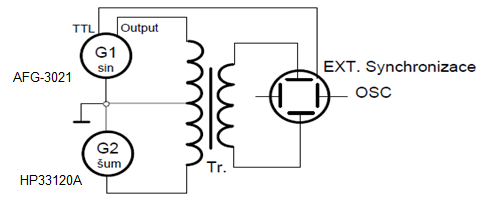 TTL
Output
G1
sin
AFG-3021
EXT. Synchronizace
OSC
G2
šum
Tr.
HP33120A